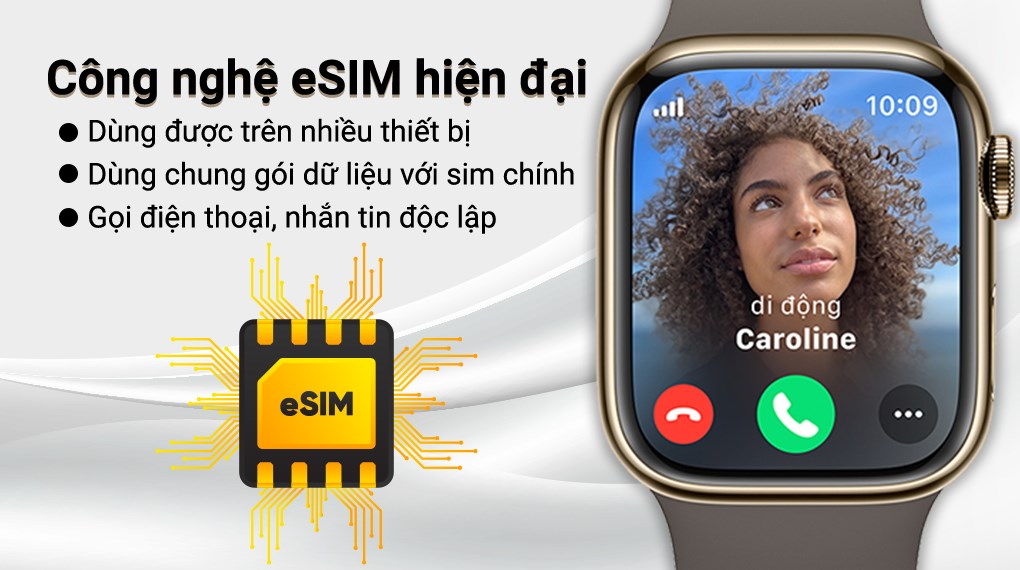 Công nghệ eSIM hiện đại
Dùng được trên nhiều thiết bị
Dùng chung gói dữ liệu với sim chính
Gọi điện thoại, nhắn tin độc lập
eSIM
10:09
di động
Caroline